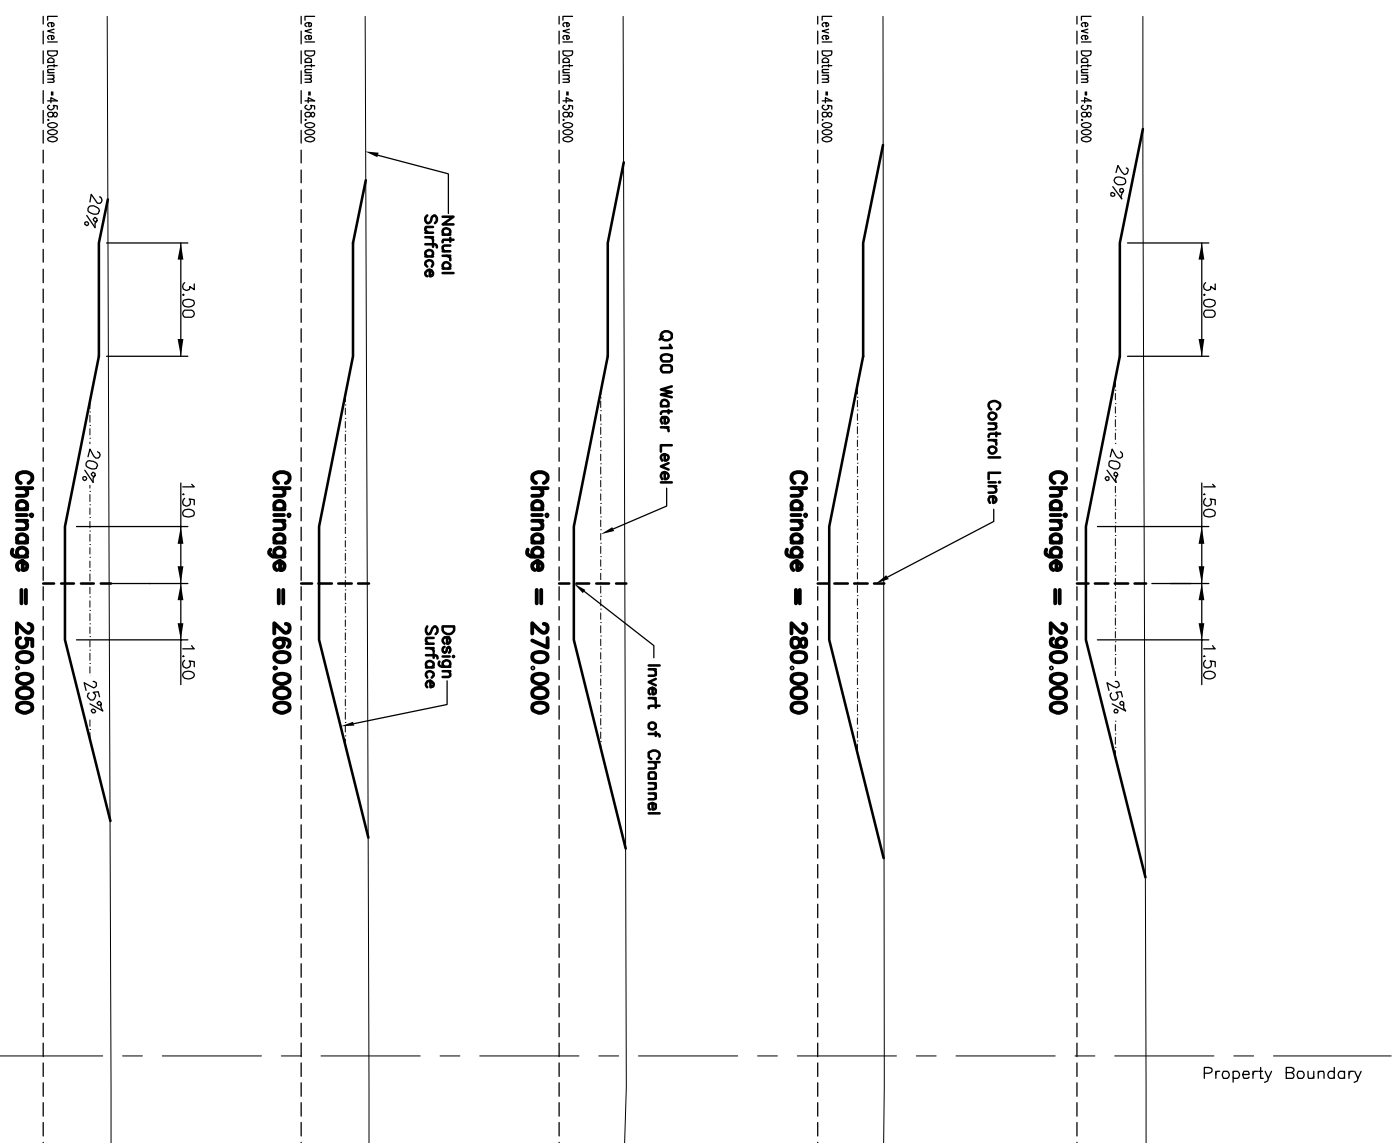 Level Datum -458.000
20%
3.00
20%
1.50
1.50
25%
Chainage = 290.000
Control Line
Level Datum -458.000
Chainage = 280.000
Q100 Water Level
Invert of Channel
Level Datum -458.000
Chainage = 270.000
Natural
Surface
Design
Surface
Level Datum -458.000
Chainage = 260.000
Level Datum -458.000
20%
3.00
20%
1.50
1.50
25%
Chainage = 250.000
Property Boundary